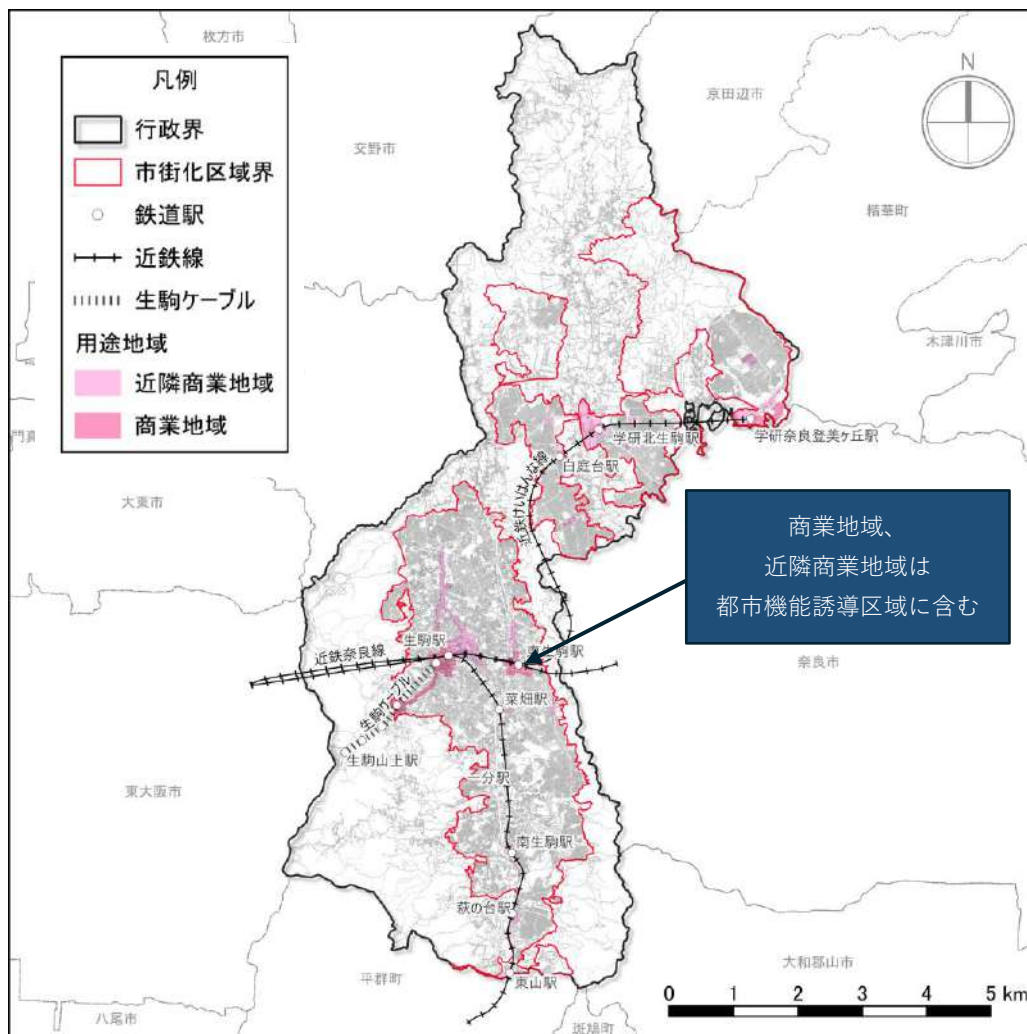 枚方市
凡例
行政界
市街化区域界
鉄道駅
近鉄線
生駒ケーブル
用途地域
近隣商業地域
商業地域
N
京田辺市
交野市
精華町
木津川市
学研北生駒駅
学研奈良登美ヶ丘駅
白庭台駅
近鉄けいはんな線
大東市
商業地域、
近隣商業地域は
都市機能誘導区域に含む
生駒駅
近鉄奈良線
東生駒駅
奈良市
生駒ケーブル
菜畑駅
生駒山上駅
一分駅
東大阪市
南生駒駅
萩の台駅
平群町
東山駅
大和郡山市
八尾市
斑鳩町
0 1 2 3 4 5 km